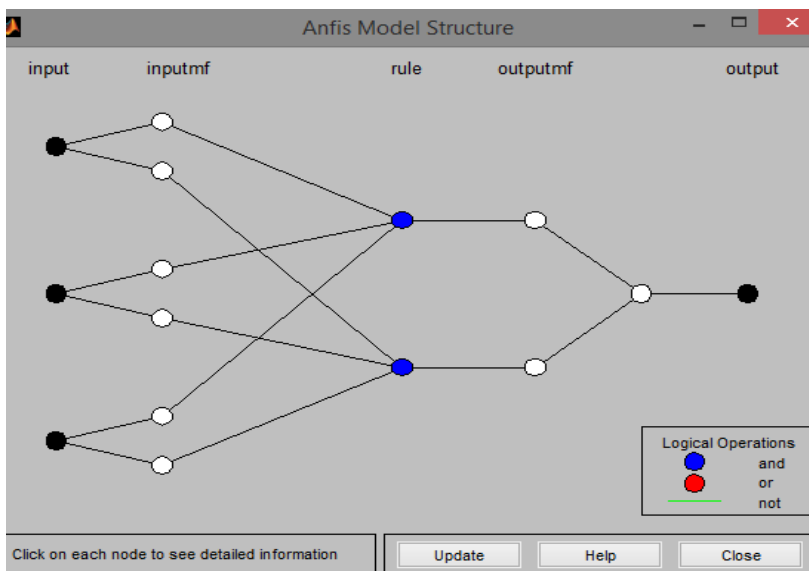 Anfis Model Structure
input inputmf rule outputmf output
Logical Operations
and
or
not
Click on each node to see detailed information
Update Help Close